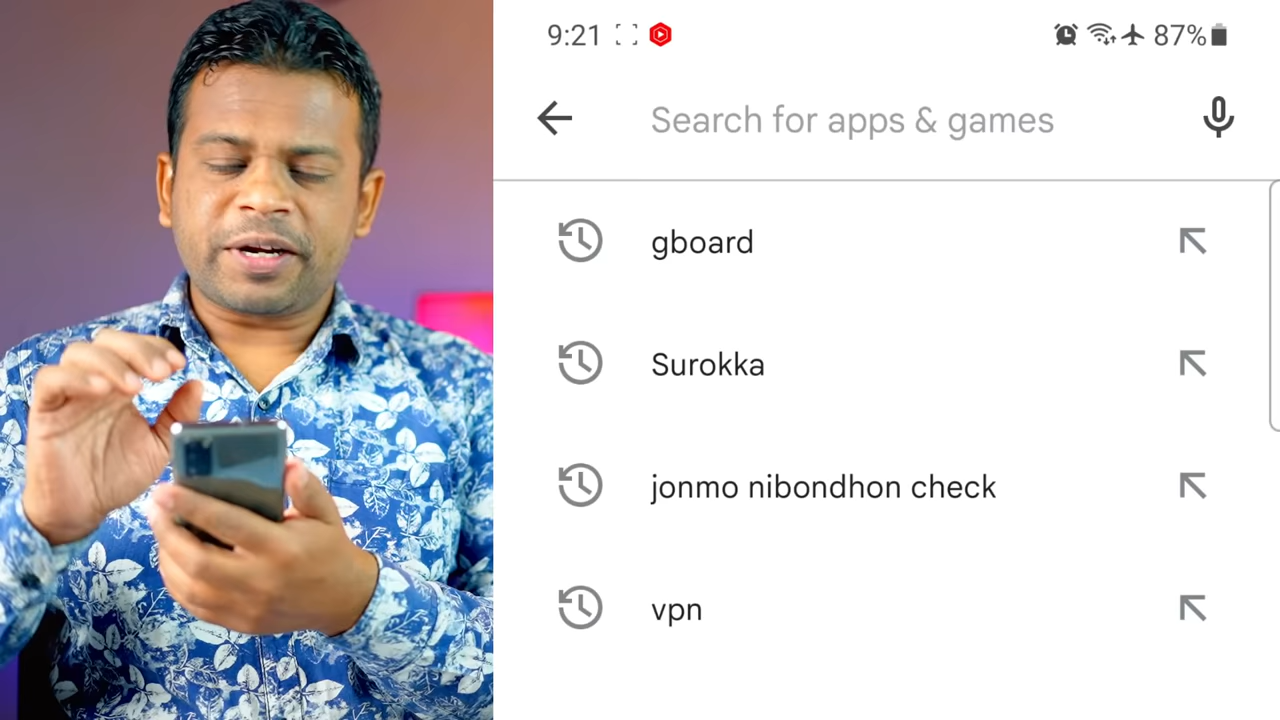 9:21
87%
Search for apps & games
gboard
Surokka
jonmo nibondhon check
vpn